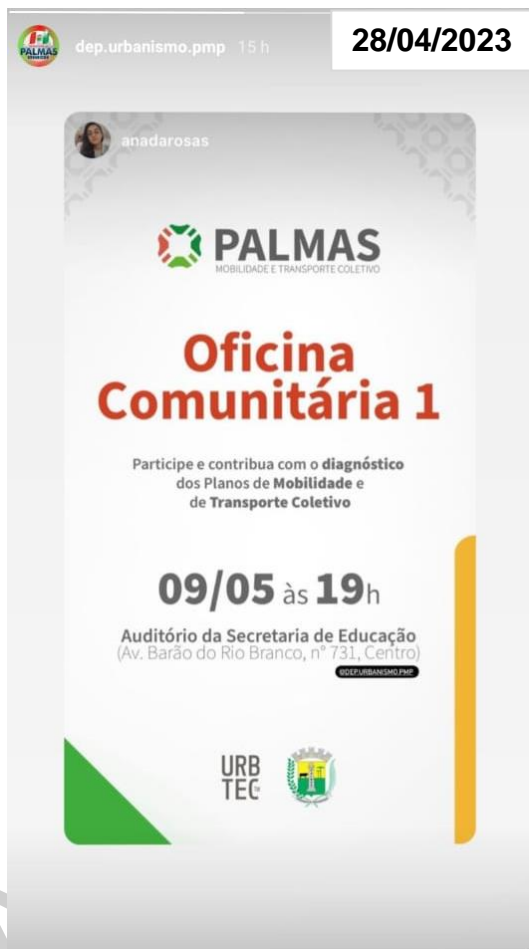 PALMAS
dep.urbanismo.pmp 15 h
28/04/2023
anadarosas
PALMAS
MOBILIDADE E TRANSPORTE COLETIVO
Oficina
Comunitária 1
Participe e contribua com o diagnóstico
dos Planos de Mobilidade e
de Transporte Coletivo
09/05 às 19h
Auditório da Secretaria de Educação
(Av. Barão do Rio Branco, n° 731, Centro)
@DEP.URBANISMO.PMP
URB
TEC